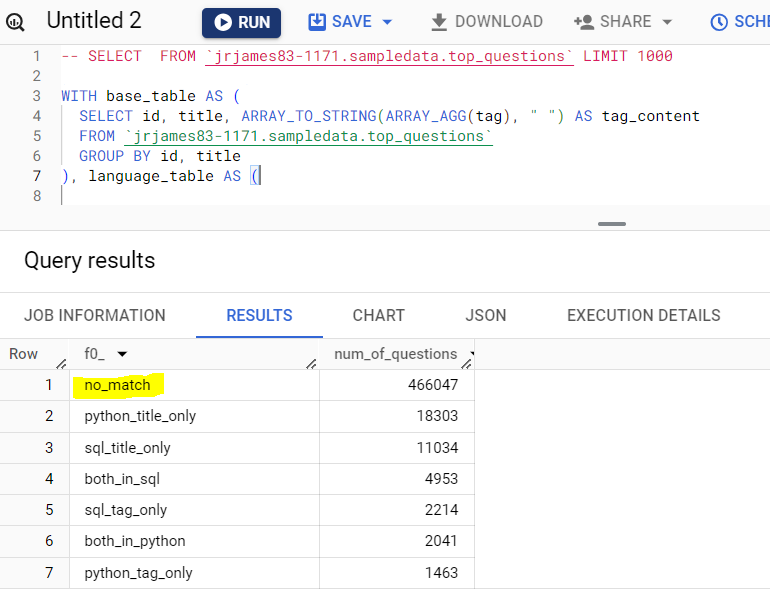 Untitled 2 RUN SAVE DOWNLOAD SHARE SCHE
1 -- SELECT  FROM `jrjames83-1171.sampledata.top_questions` LIMIT 1000
2
3 WITH base_table AS (
4   SELECT id, title, ARRAY_TO_STRING(ARRAY_AGG(tag), " ") AS tag_content
5   FROM `jrjames83-1171.sampledata.top_questions`
6   GROUP BY id, title
7 ), language_table AS (
8
Query results
JOB INFORMATION RESULTS CHART JSON EXECUTION DETAILS
Row f0_ num_of_questions
1 no_match 466047
2 python_title_only 18303
3 sql_title_only 11034
4 both_in_sql 4953
5 sql_tag_only 2214
6 both_in_python 2041
7 python_tag_only 1463